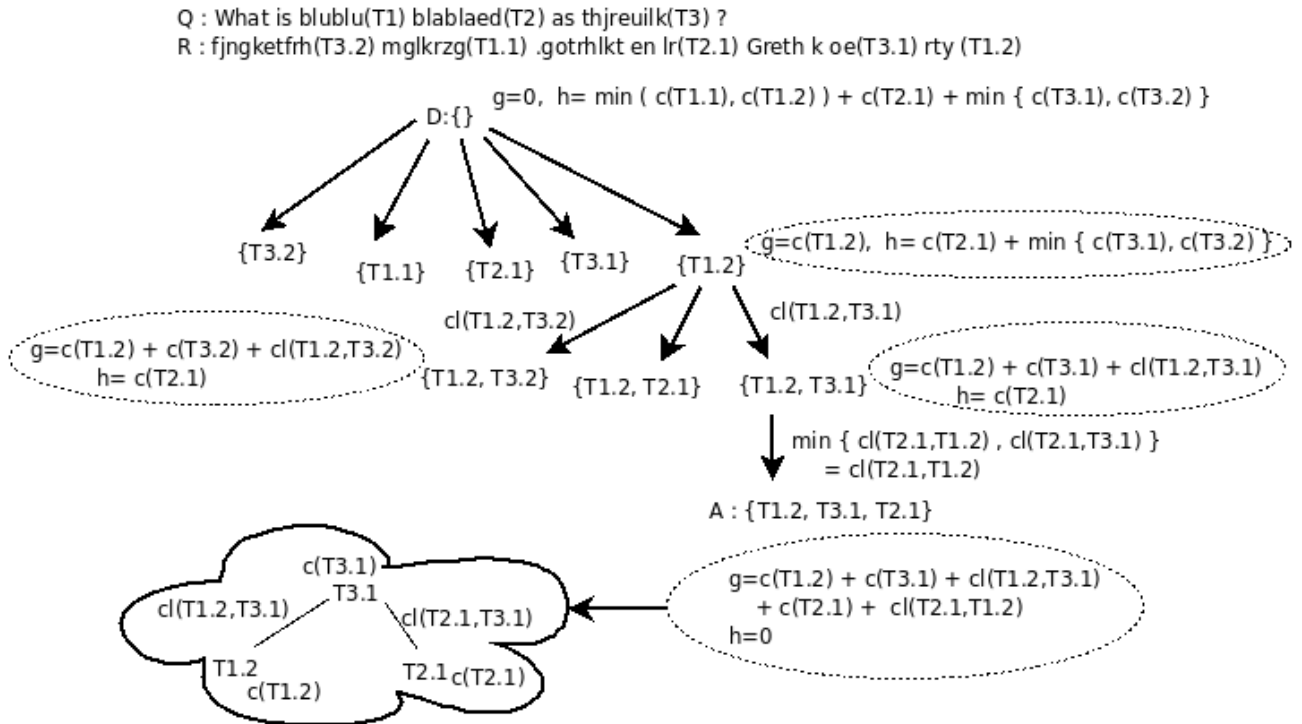 Q : What is blublu(T1) blablaed(T2) as thjreuilk(T3) ?
R : fjngketfrh(T3.2) mglkrzg(T1.1) .gotrhlkt en lr(T2.1) Greth k oe(T3.1) rty (T1.2)
g=0, h= min ( c(T1.1), c(T1.2) ) + c(T2.1) + min { c(T3.1), c(T3.2) }
D:{}
{T3.2}
{T1.1}
{T2.1}
{T3.1}
{T1.2}
g=c(T1.2), h= c(T2.1) + min { c(T3.1), c(T3.2) }
cl(T1.2,T3.2)
cl(T1.2,T3.1)
g=c(T1.2) + c(T3.2) + cl(T1.2,T3.2)
h= c(T2.1)
{T1.2, T3.2}
{T1.2, T2.1}
{T1.2, T3.1}
g=c(T1.2) + c(T3.1) + cl(T1.2,T3.1)
h= c(T2.1)
min { cl(T2.1,T1.2) , cl(T2.1,T3.1) }
= cl(T2.1,T1.2)
A : {T1.2, T3.1, T2.1}
c(T3.1)
T3.1
cl(T1.2,T3.1)
cl(T2.1,T3.1)
T1.2
c(T1.2)
T2.1
c(T2.1)
g=c(T1.2) + c(T3.1) + cl(T1.2,T3.1)
+ c(T2.1) + cl(T2.1,T1.2)
h=0